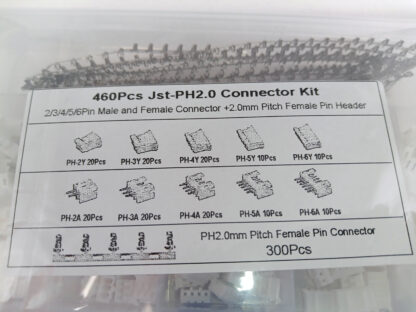 460Pcs Jst-PH2.0 Connector Kit
2/3/4/5/6Pin Male and Female Connector +2.0mm Pitch Female Pin Header
PH-2Y 20Pcs PH-3Y 20Pcs PH-4Y 20Pcs PH-5Y 10Pcs PH-6Y 10Pcs
PH-2A 20Pcs PH-3A 20Pcs PH-4A 20Pcs PH-5A 10Pcs PH-6A 10Pcs
PH2.0mm Pitch Female Pin Connector
300Pcs